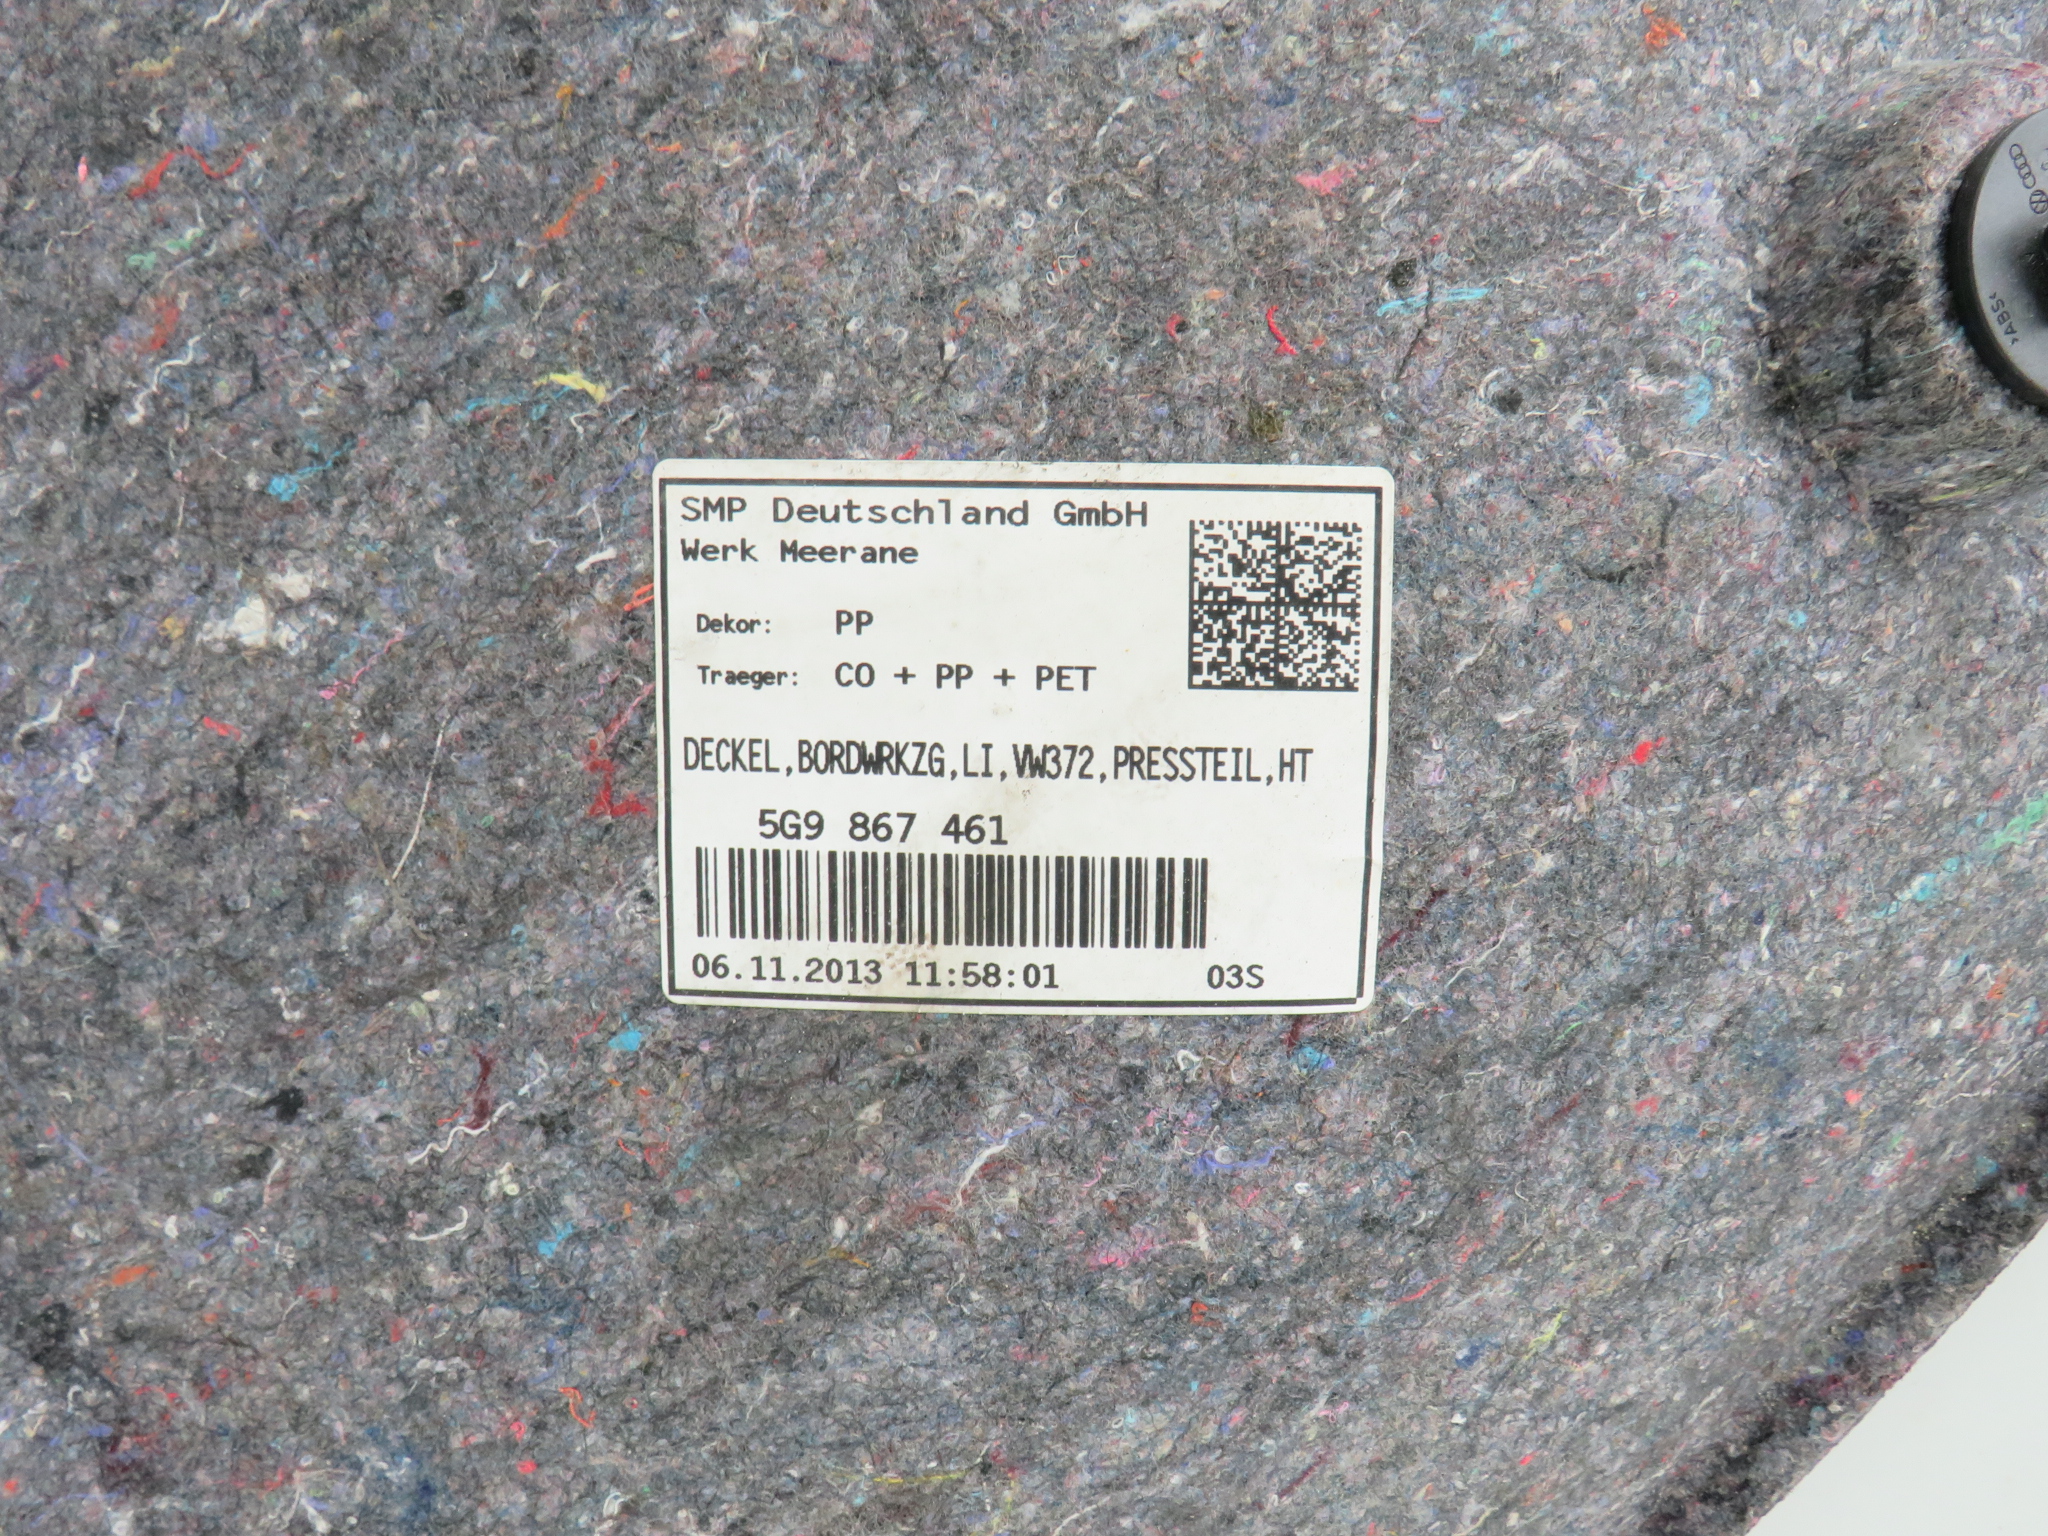 SMP Deutschland GmbH
Werk Meerane
Dekor: PP
Traeger: CO + PP + PET
DECKEL,BORDWRKZG,LI,VW372,PRESSTEIL,HT
5G9 867 461
06.11.2013 11:58:01 03S
>ABS<